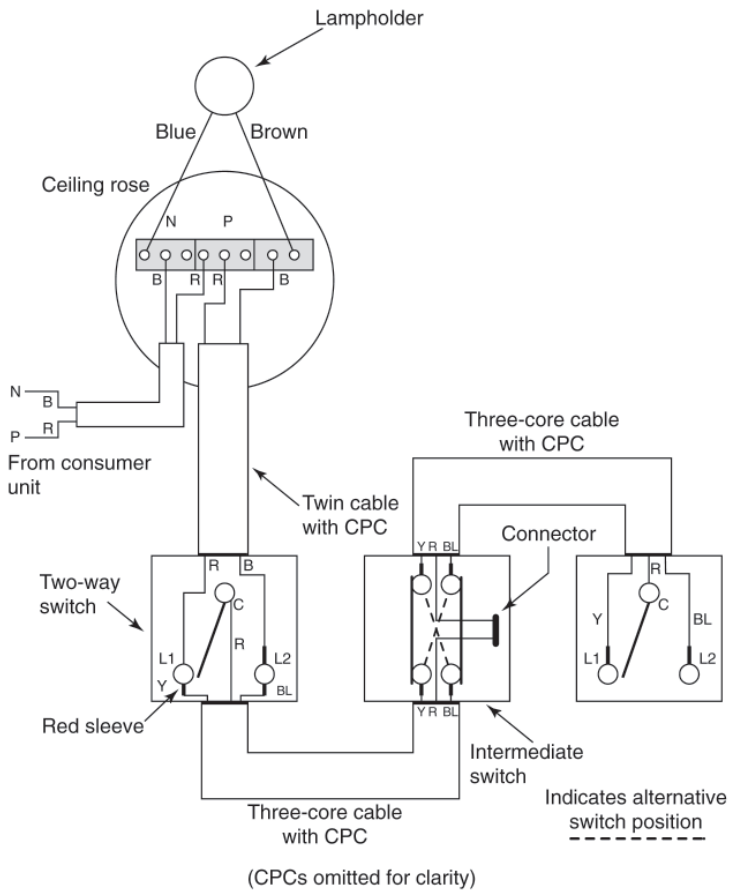 Lampholder
Blue
Brown
Ceiling rose
N
P
B
R
R
B
N
B
P
R
From consumer
unit
Three-core cable
with CPC
Twin cable
with CPC
Connector
Y R BL
R
B
Two-way
switch
C
R
L1
L2
Y
BL
R
C
Y
BL
L1
L2
Red sleeve
Y R BL
Intermediate
switch
Three-core cable
with CPC
Indicates alternative
switch position
(CPCs omitted for clarity)